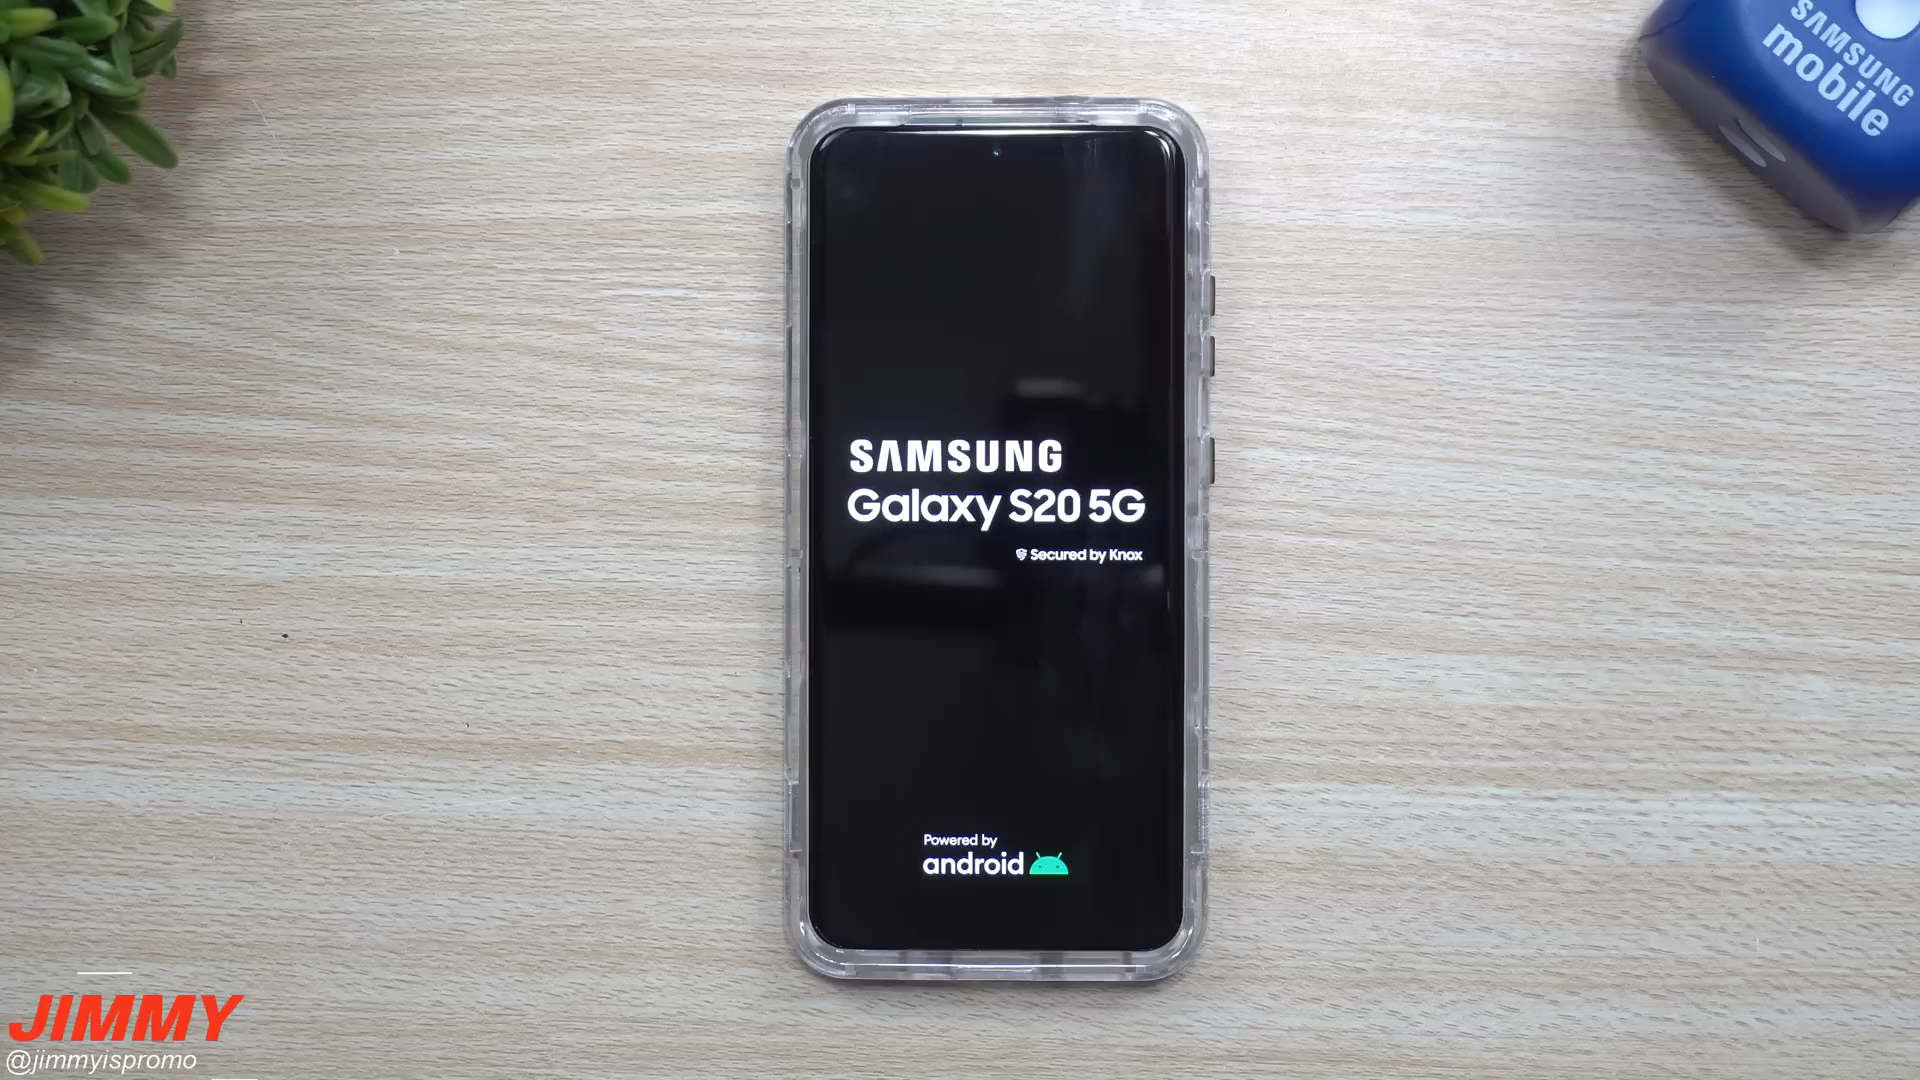 SAMSUNG
mobile
SAMSUNG
Galaxy S20 5G
Secured by Knox
Powered by
android
JIMMY
@jimmyispromo